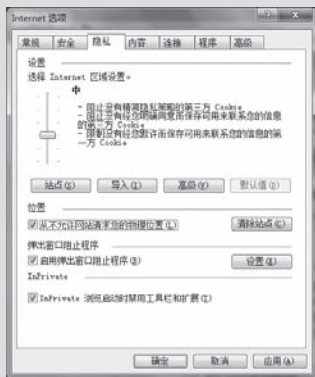 Internet 选项
常规 安全 隐私 内容 连接 程序 高级
设置
选择 Internet 区域设置。
中
- 阻止没有精简隐私策略的第三方 Cookie
- 阻止没有经您明确同意而保存可用来联系您的信息
的第三方 Cookie
- 限制没有经您默许而保存可用来联系您的信息的第
一方 Cookie
站点(S) 导入(I) 高级(V) 默认值(D)
位置
从不允许网站请求您的物理位置(L) 清除站点(C)
弹出窗口阻止程序
启用弹出窗口阻止程序(B) 设置(E)
InPrivate
InPrivate 浏览启动时禁用工具栏和扩展(T)
确定 取消 应用(A)